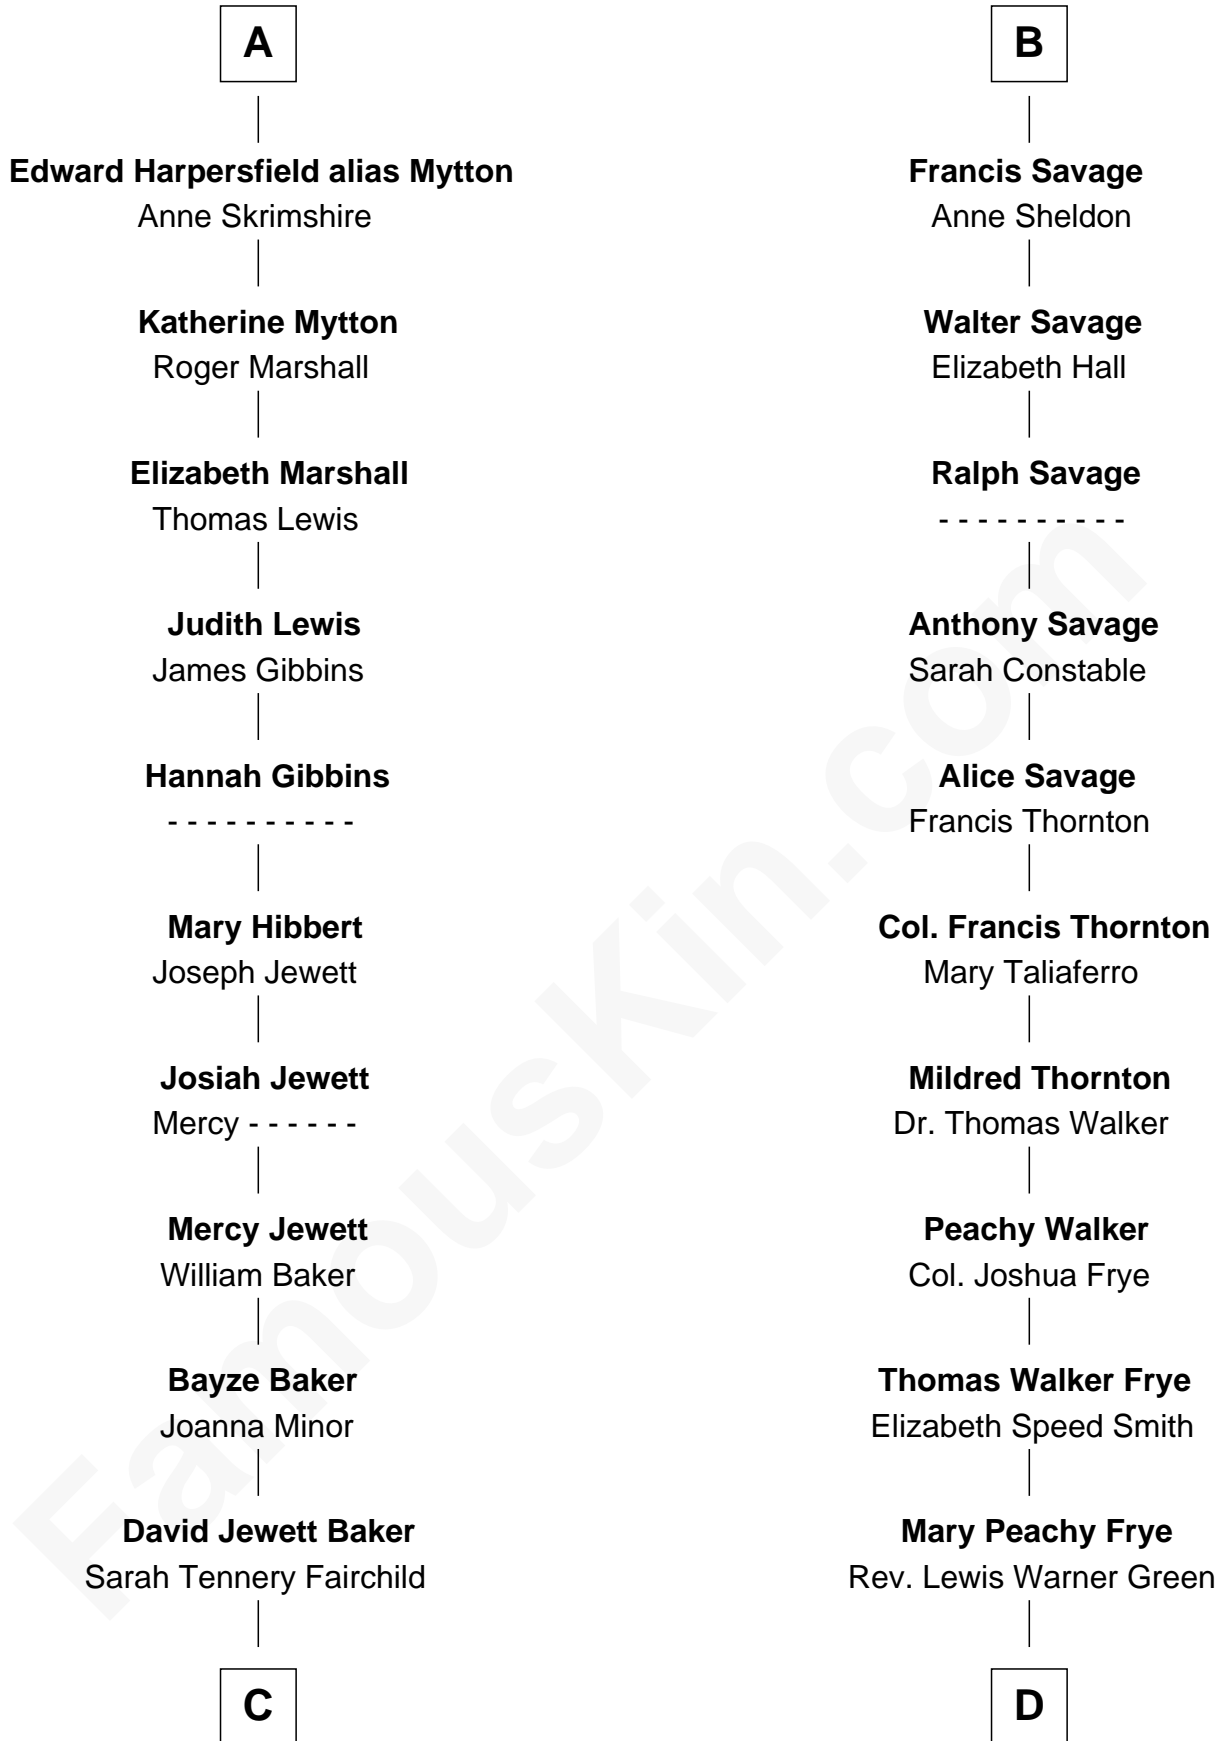 A
Edward Harpersfield alias Mytton
Anne Skrimshire
Katherine Mytton
Roger Marshall
Elizabeth Marshall
Thomas Lewis
Judith Lewis
James Gibbins
Hannah Gibbins
- - - - - - - - - -
Mary Hibbert
Joseph Jewett
Josiah Jewett
Mercy - - - - - -
Mercy Jewett
William Baker
Bayze Baker
Joanna Minor
David Jewett Baker
Sarah Tennery Fairchild
C
B
Francis Savage
Anne Sheldon
Walter Savage
Elizabeth Hall
Ralph Savage
- - - - - - - - - -
Anthony Savage
Sarah Constable
Alice Savage
Francis Thornton
Col. Francis Thornton
Mary Taliaferro
Mildred Thornton
Dr. Thomas Walker
Peachy Walker
Col. Joshua Frye
Thomas Walker Frye
Elizabeth Speed Smith
Mary Peachy Frye
Rev. Lewis Warner Green
D
FamousKin.com